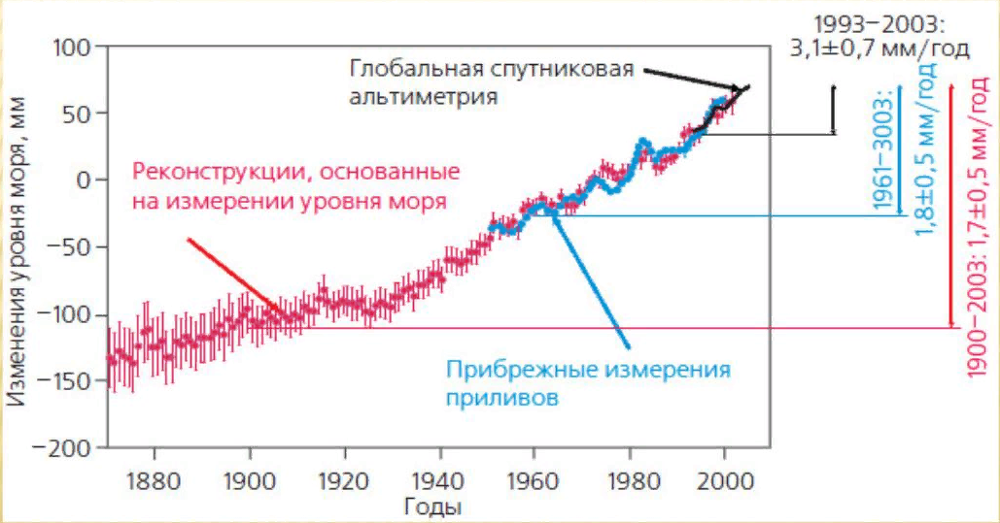 1993–2003:
3,1±0,7 мм/год
Глобальная спутниковая
альтиметрия
Реконструкции, основанные
на измерении уровня моря
Прибрежные измерения
приливов
1961–3003:
1,8±0,5 мм/год
1900–2003: 1,7±0,5 мм/год
Изменения уровня моря, мм
100
50
0
−50
−100
−150
−200
1880 1900 1920 1940 1960 1980 2000
Годы